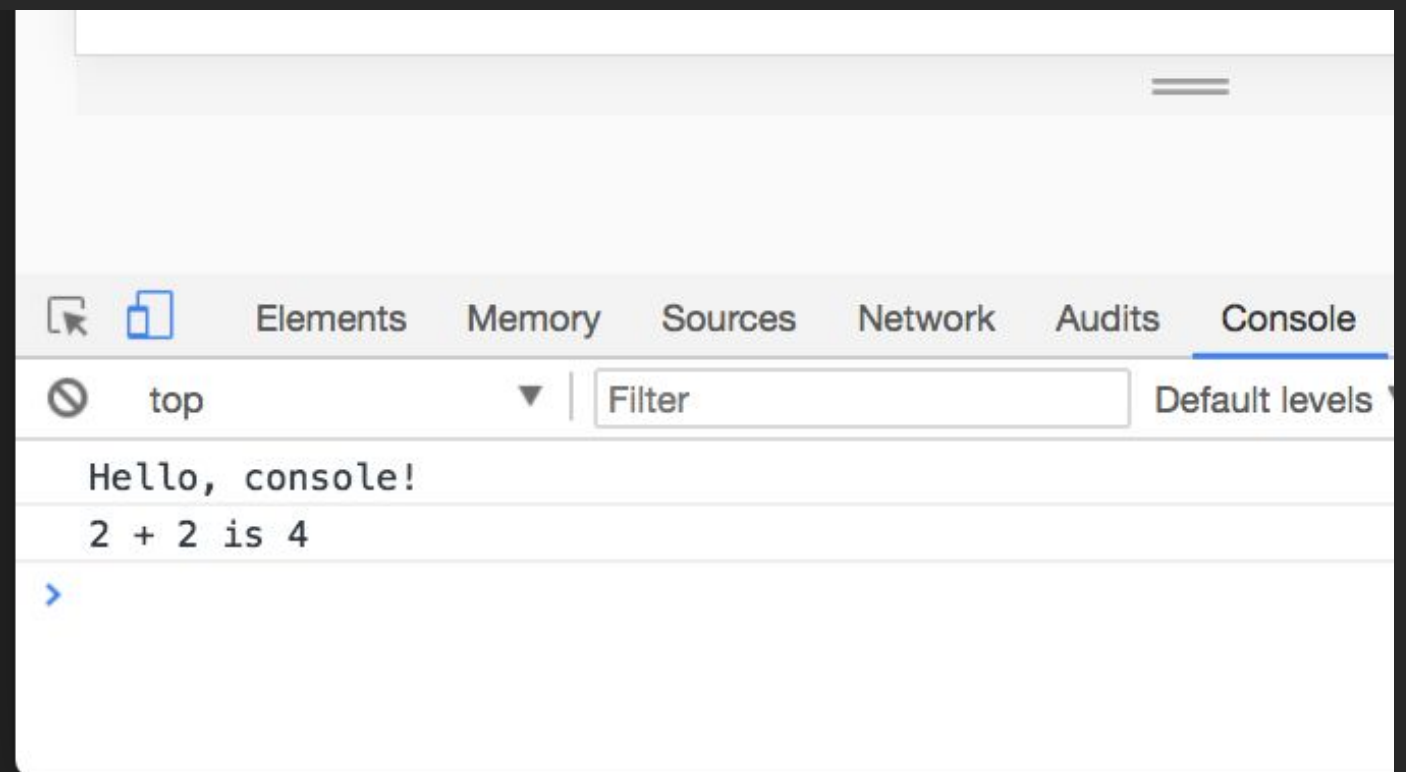 Elements Memory Sources Network Audits Console
top Filter Default levels
Hello, console!
2 + 2 is 4